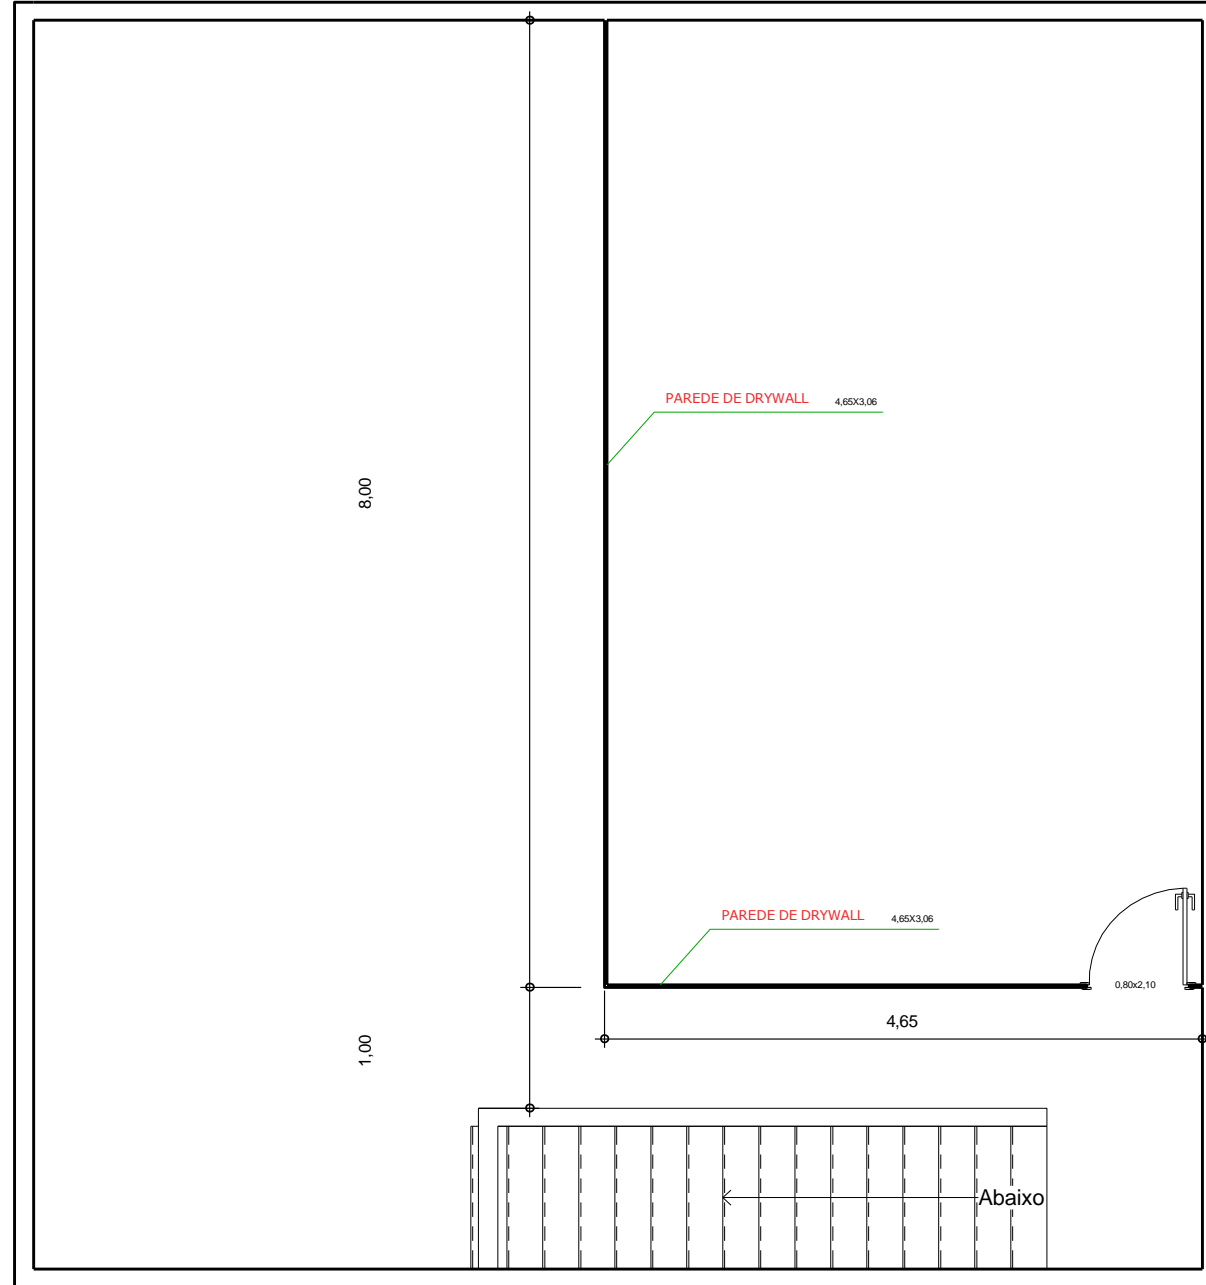 PAREDE DE DRYWALL 4,65X3,06
8,00
PAREDE DE DRYWALL 4,65X3,06
0,80x2,10
4,65
1,00
Abaixo